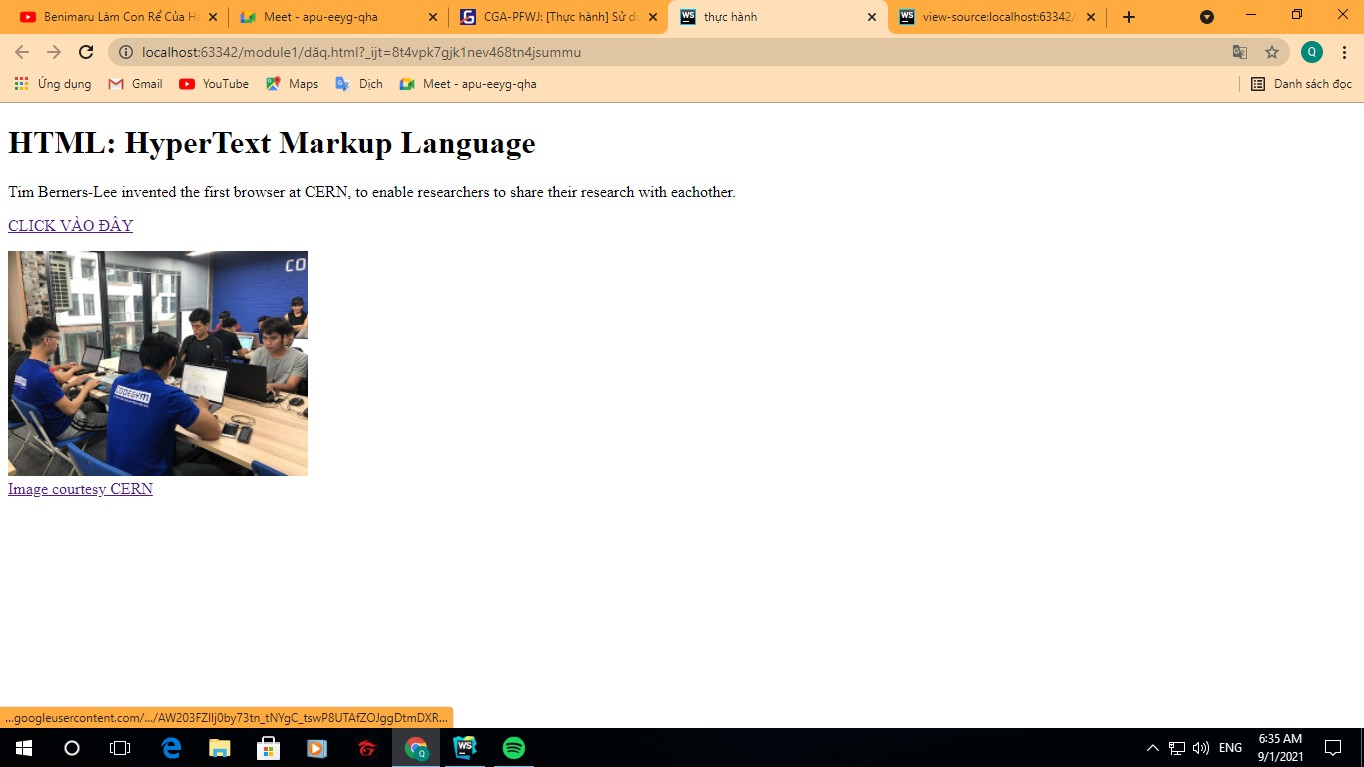 Benimaru Làm Con Rể Của Hạ
Meet - apu-eeyg-qha
CGA-PFWJ: [Thực hành] Sử dụ
thực hành
view-source:localhost:63342/
localhost:63342/module1/dăq.html?_ijt=8t4vpk7gjk1nev468tn4jsummu
Q
Ứng dụng
Gmail
YouTube
Maps
Dịch
Meet - apu-eeyg-qha
Danh sách đọc
HTML: HyperText Markup Language
Tim Berners-Lee invented the first browser at CERN, to enable researchers to share their research with eachother.
CLICK VÀO ĐÂY
CO
CODEGYM
Image courtesy CERN
...googleusercontent.com/.../AW203FZIIj0by73tn_tNYgC_tswP8UTAfZOJggDtmDXR...
ENG
6:35 AM
9/1/2021